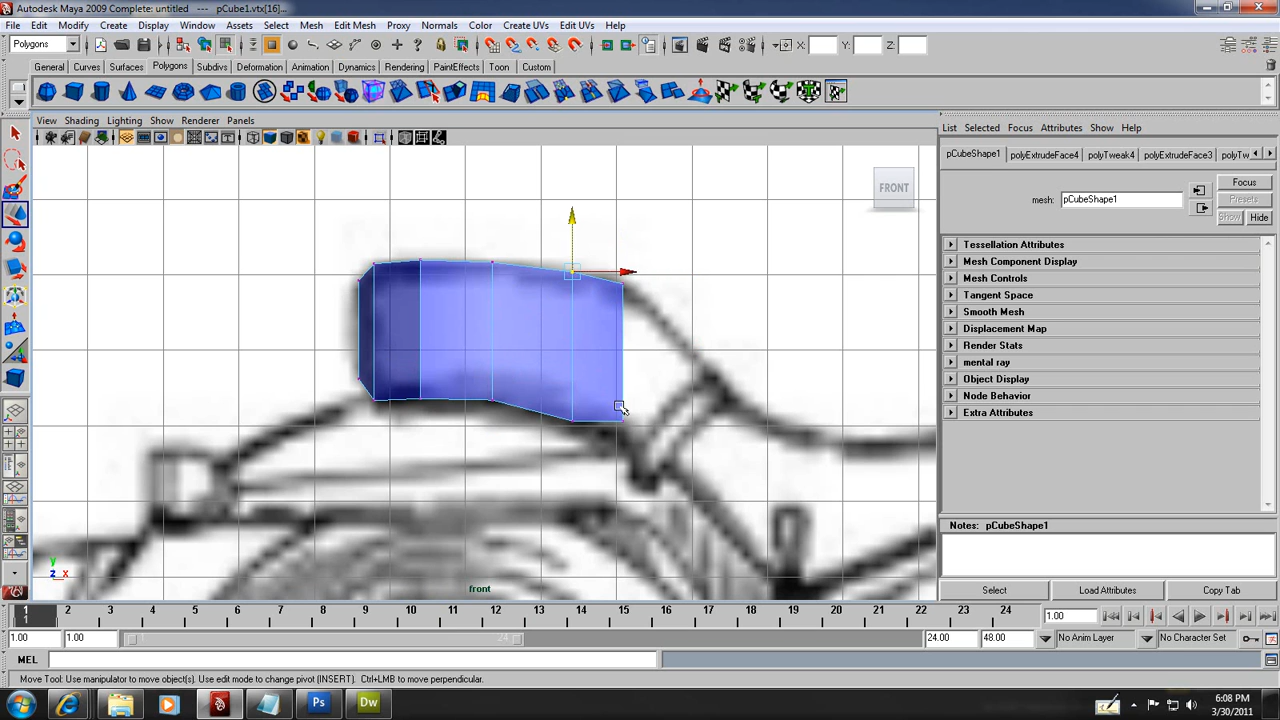 Autodesk Maya 2009 Complete: untitled --- pCube1.vtx[16]...
File Edit Modify Create Display Window Assets Select Mesh Edit Mesh Proxy Normals Color Create UVs Edit UVs Help
Polygons X: Y: Z:
General Curves Surfaces Polygons Subdivs Deformation Animation Dynamics Rendering PaintEffects Toon Custom
View Shading Lighting Show Renderer Panels
List Selected Focus Attributes Show Help
pCubeShape1 polyExtrudeFace4 polyTweak4 polyExtrudeFace3 polyTw
Focus
mesh: pCubeShape1
Presets
Show Hide
FRONT
Tessellation Attributes
Mesh Component Display
Mesh Controls
Tangent Space
Smooth Mesh
Displacement Map
Render Stats
mental ray
Object Display
Node Behavior
Extra Attributes
Notes: pCubeShape1
y
z x
front
Select Load Attributes Copy Tab
1 2 3 4 5 6 7 8 9 10 11 12 13 14 15 16 17 18 19 20 21 22 23 24
1 1.00
1.00 1.00 24 24.00 48.00 No Anim Layer No Character Set
MEL
Move Tool: Use manipulator to move object(s). Use edit mode to change pivot (INSERT). Ctrl+LMB to move perpendicular.
Ps Dw
6:08 PM
3/30/2011